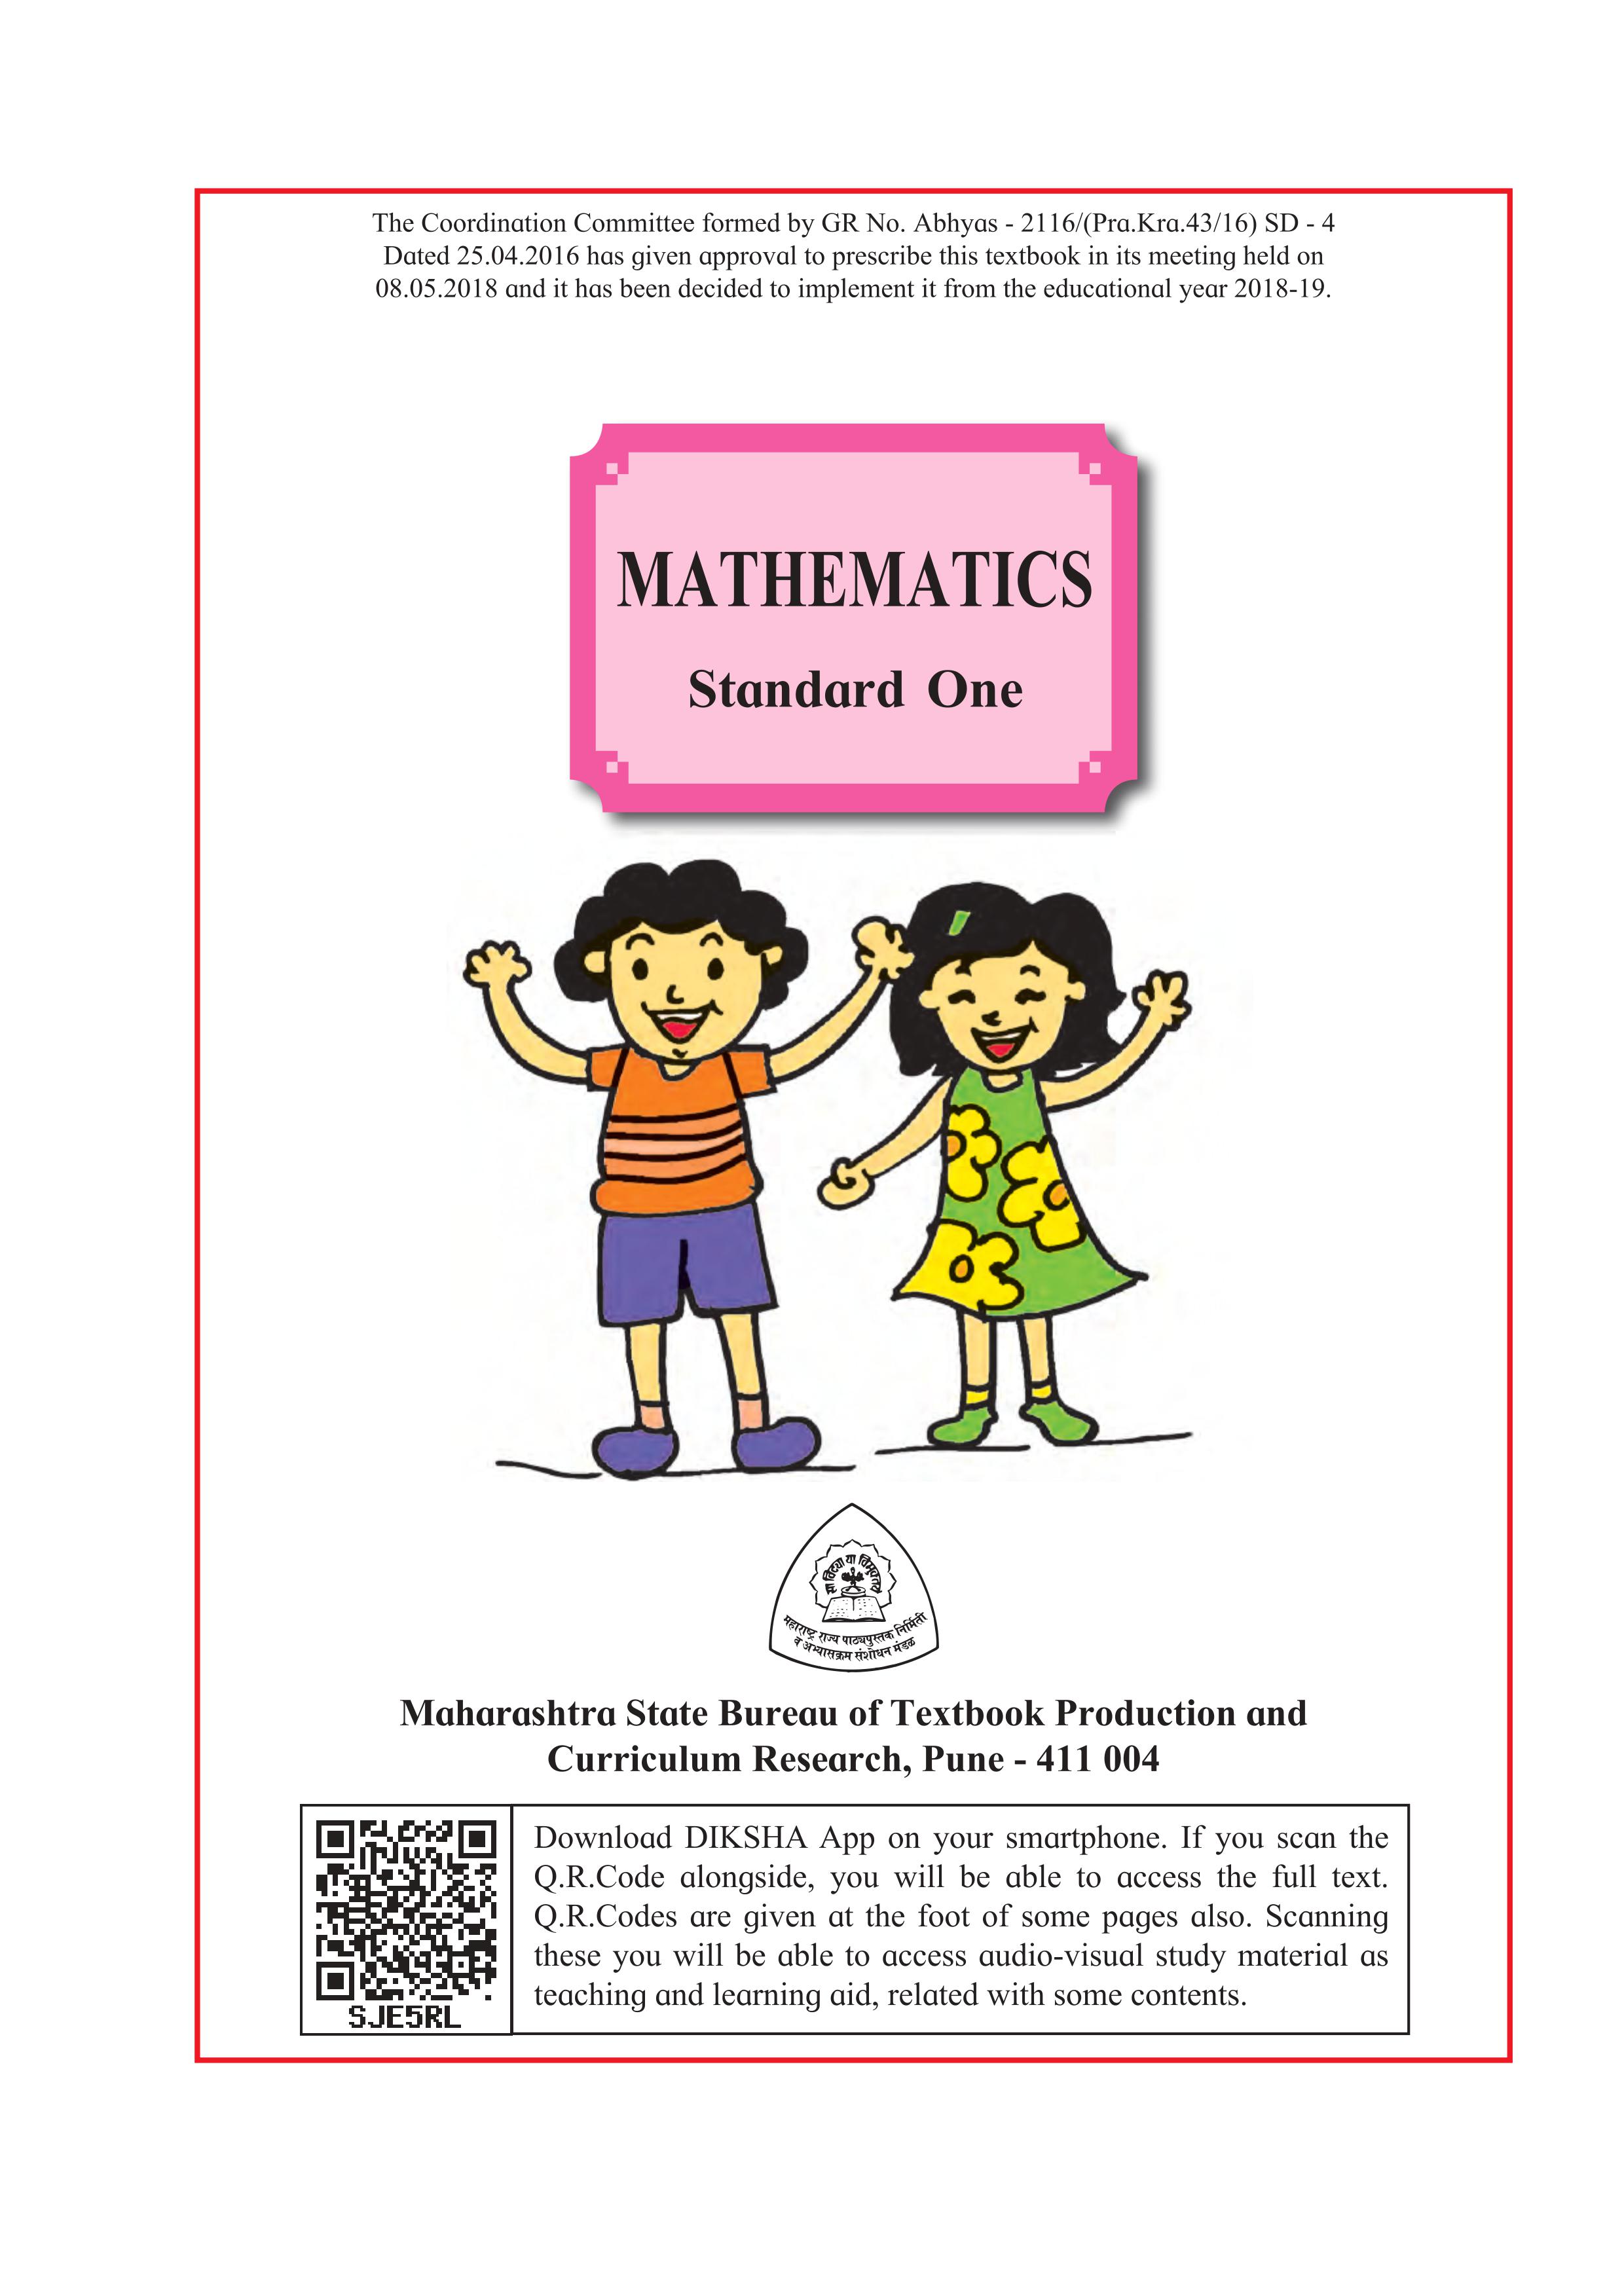 The Coordination Committee formed by GR No. Abhyas - 2116/(Pra.Kra.43/16) SD - 4
Dated 25.04.2016 has given approval to prescribe this textbook in its meeting held on
08.05.2018 and it has been decided to implement it from the educational year 2018-19.
MATHEMATICS
Standard One
सा विद्या या विमुक्तये
महाराष्ट्र राज्य पाठ्यपुस्तक निर्मिती
व अभ्यासक्रम संशोधन मंडळ
Maharashtra State Bureau of Textbook Production and
Curriculum Research, Pune - 411 004
Download DIKSHA App on your smartphone. If you scan the
Q.R.Code alongside, you will be able to access the full text.
Q.R.Codes are given at the foot of some pages also. Scanning
these you will be able to access audio-visual study material as
teaching and learning aid, related with some contents.
SJE5RL